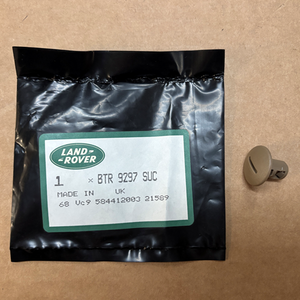 LAND-
-ROVER
1 × BTR 9297 SUC
MADE IN UK
68 Vc9 584412003 21589